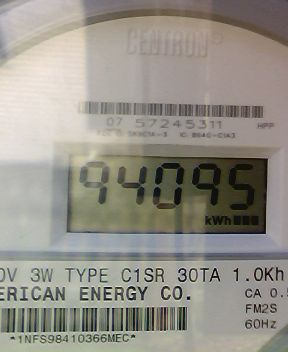 CENTRON®
07 57245311 HPP
94095
kWh
0V 3W TYPE C1SR 30TA 1.0Kh
ERICAN ENERGY CO. CA 0.5
FM2S
60Hz
*1NFS98410366MEC*